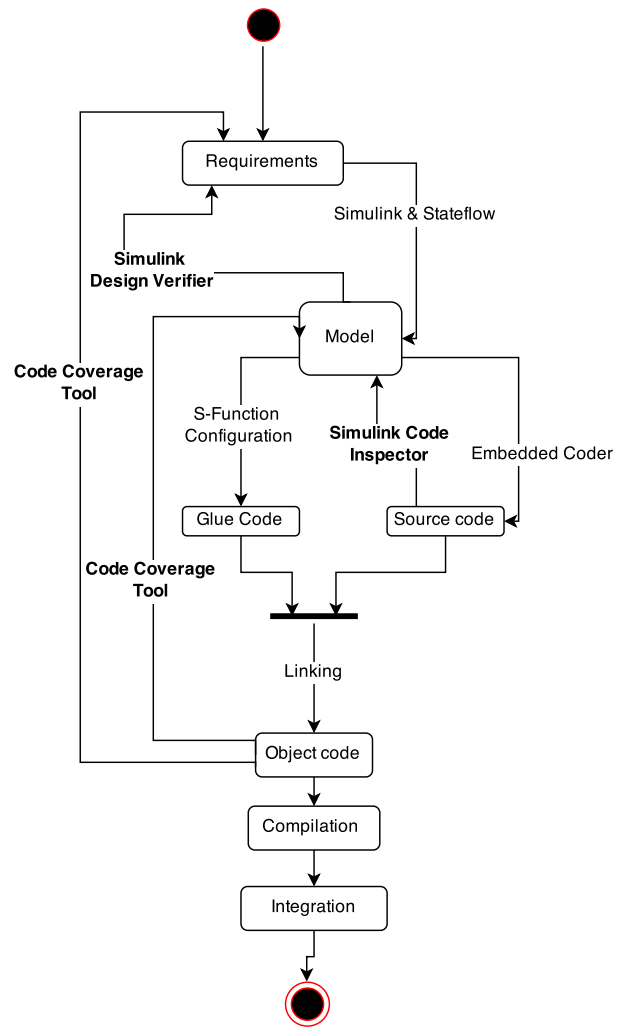 Requirements
Simulink & Stateflow
Simulink
Design Verifier
Model
Code Coverage
Tool
S-Function
Configuration
Simulink Code
Inspector
Embedded Coder
Glue Code
Source code
Code Coverage
Tool
Linking
Object code
Compilation
Integration